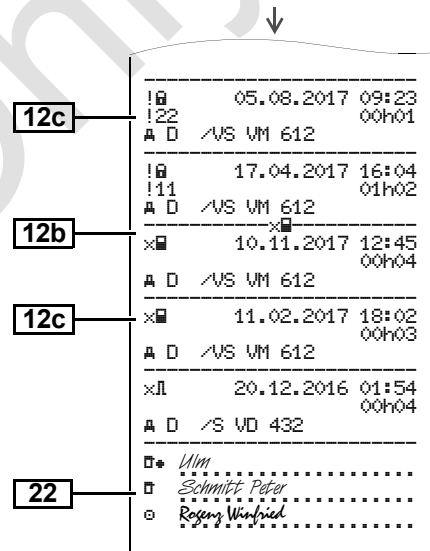 05.08.2017 09:23
12c
!22 00h01
D /VS VM 612
17.04.2017 16:04
!11 01h02
D /VS VM 612
12b
x
x 10.11.2017 12:45
00h04
D /VS VM 612
12c
x 11.02.2017 18:02
00h03
D /VS VM 612
x 20.12.2016 01:54
00h04
D /S VD 432
Ulm
22
Schmitt Peter
Rogenz Winfried